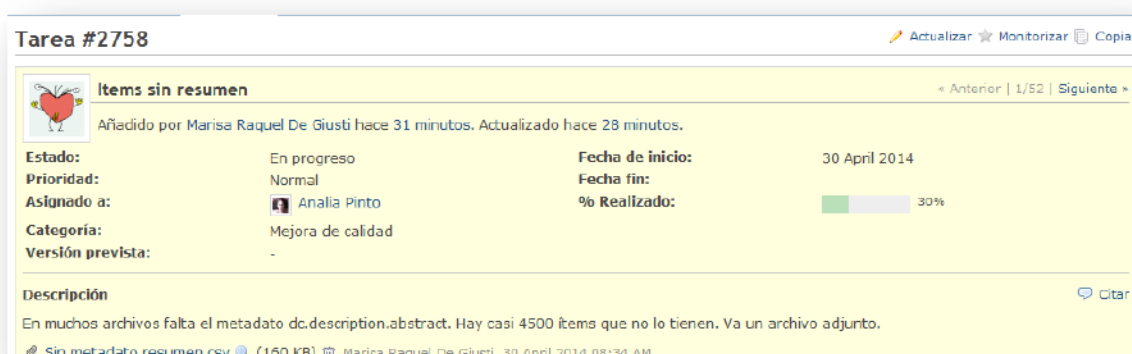 Tarea #2758
Actualizar Monitorizar Copia
Items sin resumen
« Anterior | 1/52 | Siguiente »
Añadido por Marisa Raquel De Giusti hace 31 minutos. Actualizado hace 28 minutos.
Estado: En progreso Fecha de inicio: 30 April 2014
Prioridad: Normal Fecha fin:
Asignado a: Analia Pinto % Realizado: 30%
Categoría: Mejora de calidad
Versión prevista: -
Descripción Citar
En muchos archivos falta el metadato dc.description.abstract. Hay casi 4500 ítems que no lo tienen. Va un archivo adjunto.
Sin metadato resumen.csv (160 KB) Marisa Raquel De Giusti, 30 April 2014 08:34 AM